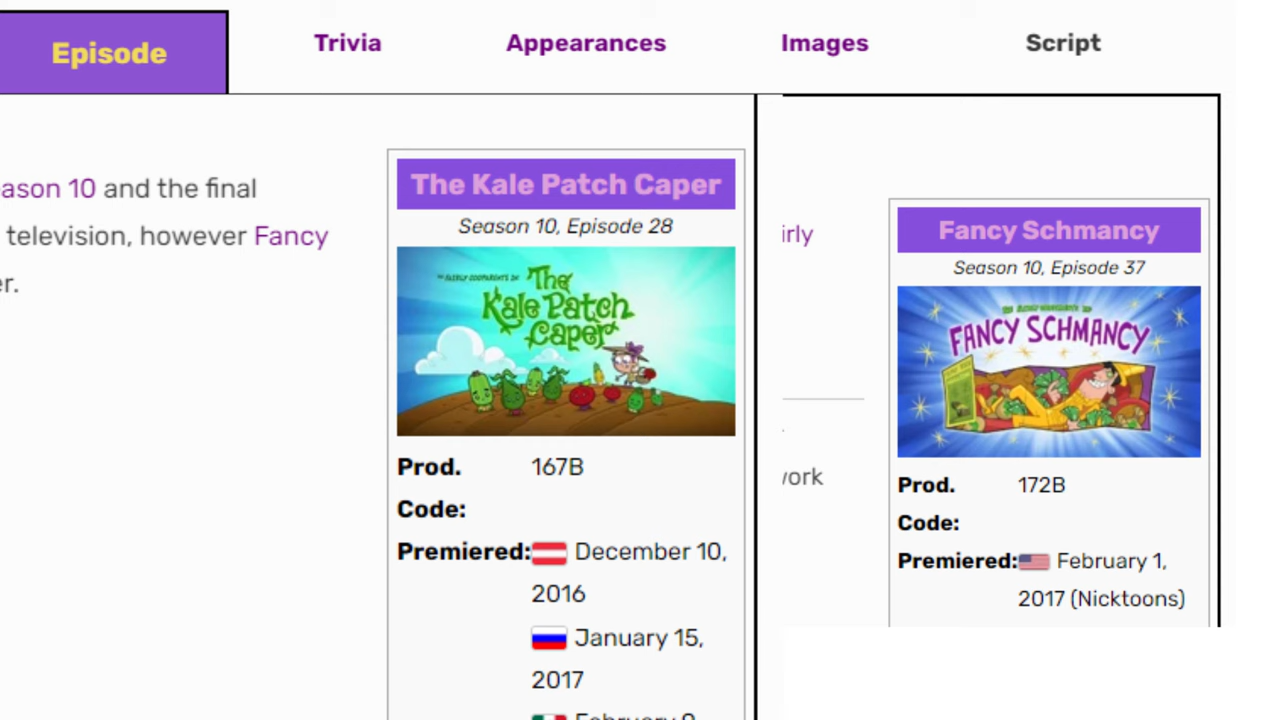 Episode
Trivia
Appearances
Images
Script
ason 10 and the final
television, however Fancy
er.
The Kale Patch Caper
Season 10, Episode 28
The Kale Patch Caper
Prod. Code: 167B
Premiered: December 10, 2016
January 15, 2017
irly
work
Fancy Schmancy
Season 10, Episode 37
FANCY SCHMANCY
Prod. Code: 172B
Premiered: February 1, 2017 (Nicktoons)